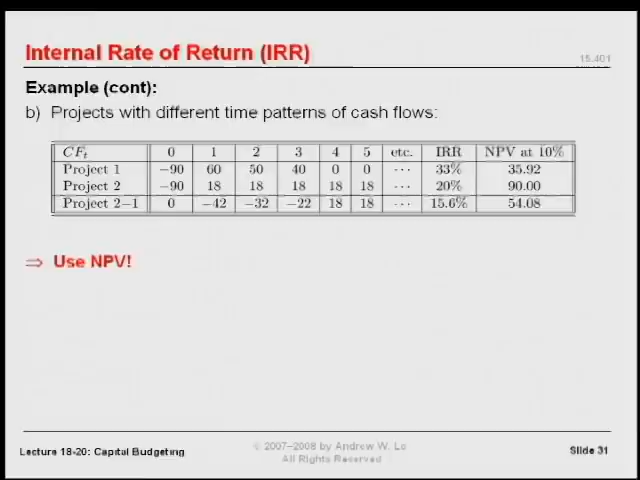 Internal Rate of Return (IRR)
15.401
Example (cont):
b) Projects with different time patterns of cash flows:
CFt 0 1 2 3 4 5 etc. IRR NPV at 10%
Project 1 −90 60 50 40 0 0 ··· 33% 35.92
Project 2 −90 18 18 18 18 18 ··· 20% 90.00
Project 2−1 0 −42 −32 −22 18 18 ··· 15.6% 54.08
⇒ Use NPV!
Lecture 18-20: Capital Budgeting
© 2007–2008 by Andrew W. Lo
All Rights Reserved
Slide 31